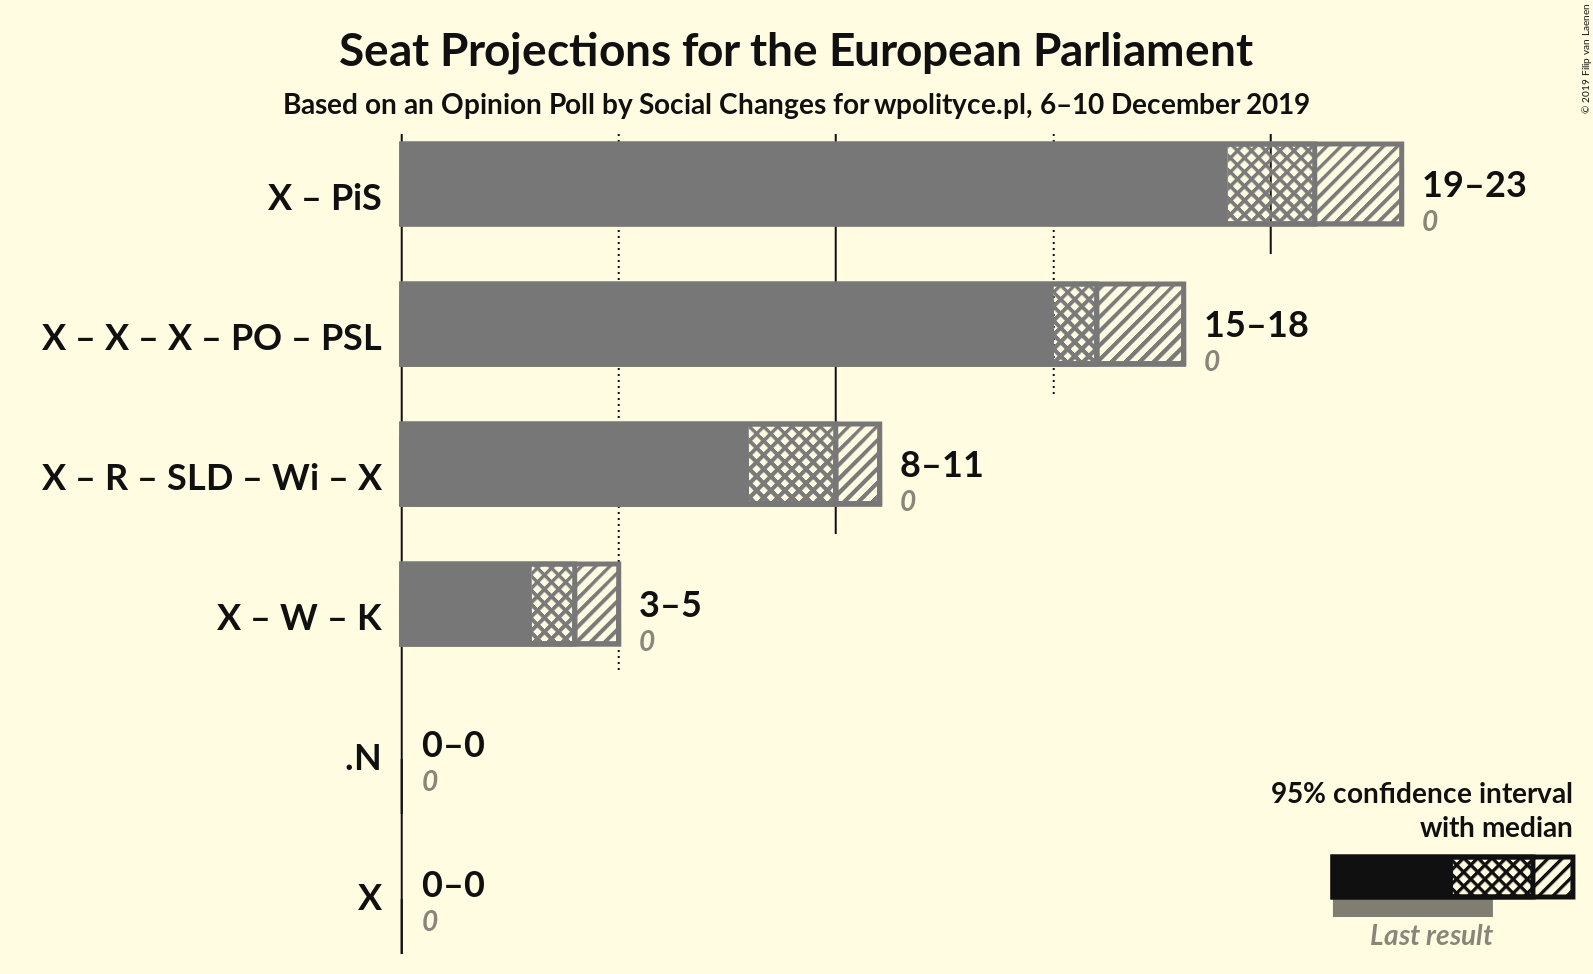 Seat Projections for the European Parliament
Based on an Opinion Poll by Social Changes for wpolityce.pl, 6–10 December 2019
© 2019 Filip van Laenen
X – PiS
19–23
0
X – X – X – PO – PSL
15–18
0
X – R – SLD – Wi – X
8–11
0
X – W – K
3–5
0
.N
0–0
0
X
0–0
0
95% confidence interval
with median
Last result